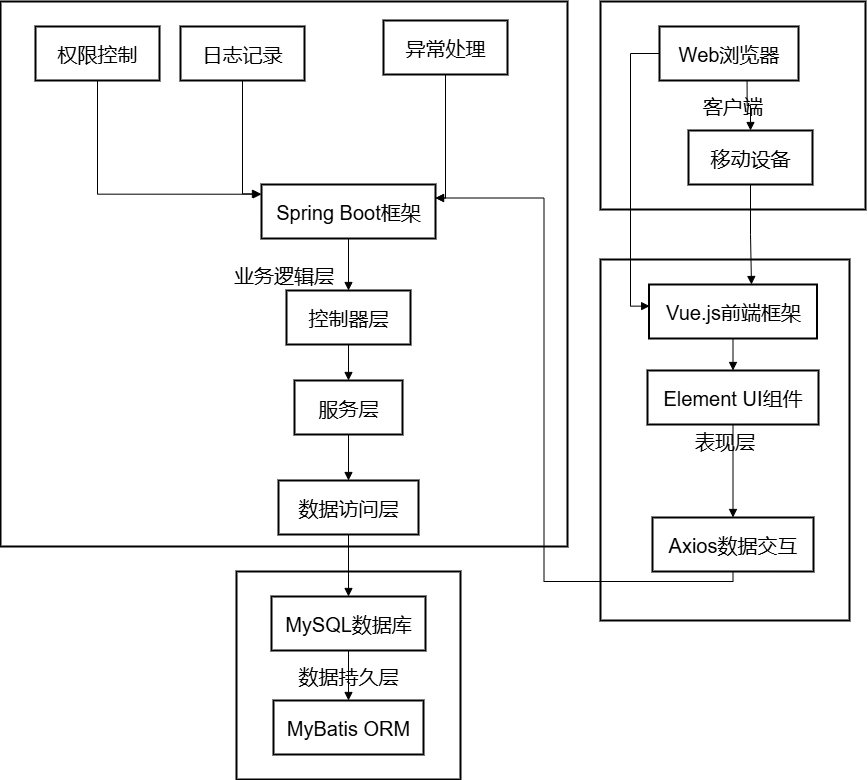 权限控制
日志记录
异常处理
Spring Boot框架
业务逻辑层
控制器层
服务层
数据访问层
MySQL数据库
数据持久层
MyBatis ORM
Web浏览器
客户端
移动设备
Vue.js前端框架
Element UI组件
表现层
Axios数据交互